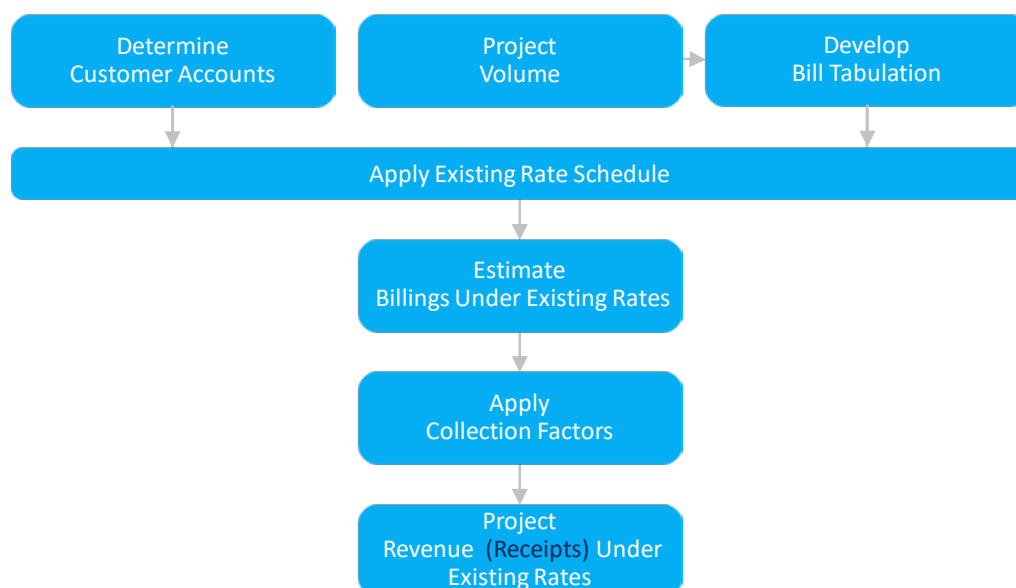 Determine
Customer Accounts
Project
Volume
Develop
Bill Tabulation
Apply Existing Rate Schedule
Estimate
Billings Under Existing Rates
Apply
Collection Factors
Project
Revenue (Receipts) Under
Existing Rates